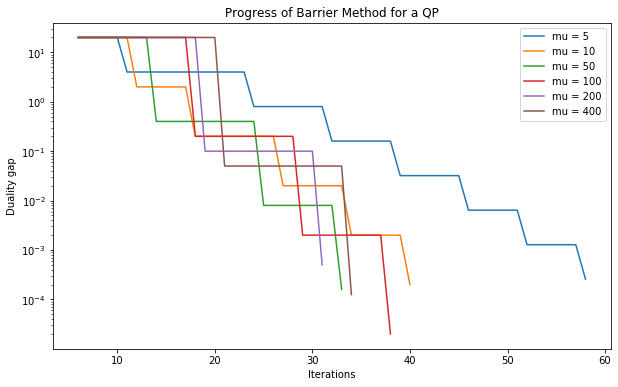 Progress of Barrier Method for a QP
mu = 5
mu = 10
mu = 50
mu = 100
mu = 200
mu = 400
10¹
10⁰
10⁻¹
10⁻²
10⁻³
10⁻⁴
Duality gap
10
20
30
40
50
60
Iterations